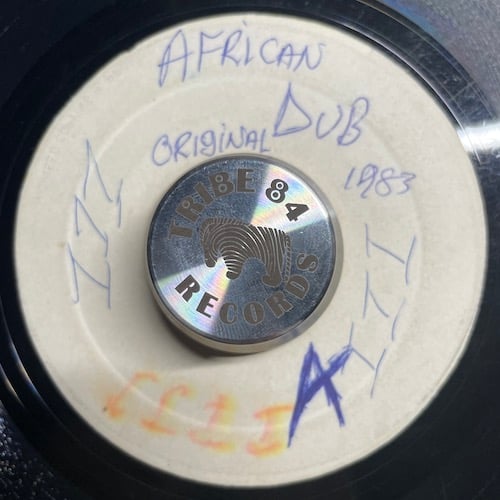 AFRICAN
DUB
ORIGINAL
1983
TRIBE 84
RECORDS
A